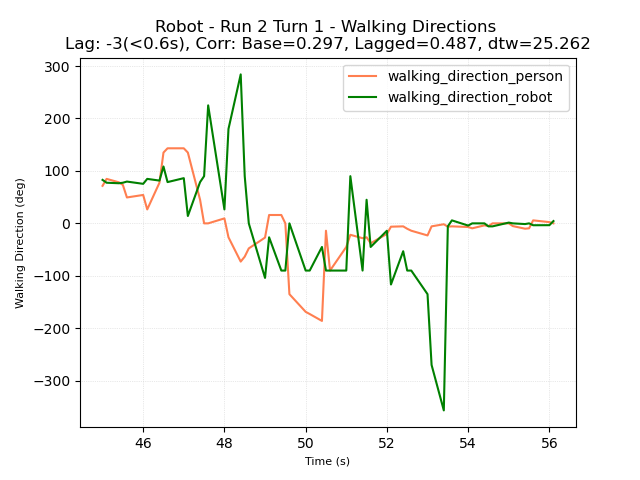 Robot - Run 2 Turn 1 - Walking Directions
Lag: -3(<0.6s), Corr: Base=0.297, Lagged=0.487, dtw=25.262
walking_direction_person
walking_direction_robot
Walking Direction (deg)
300
200
100
0
−100
−200
−300
46
48
50
52
54
56
Time (s)